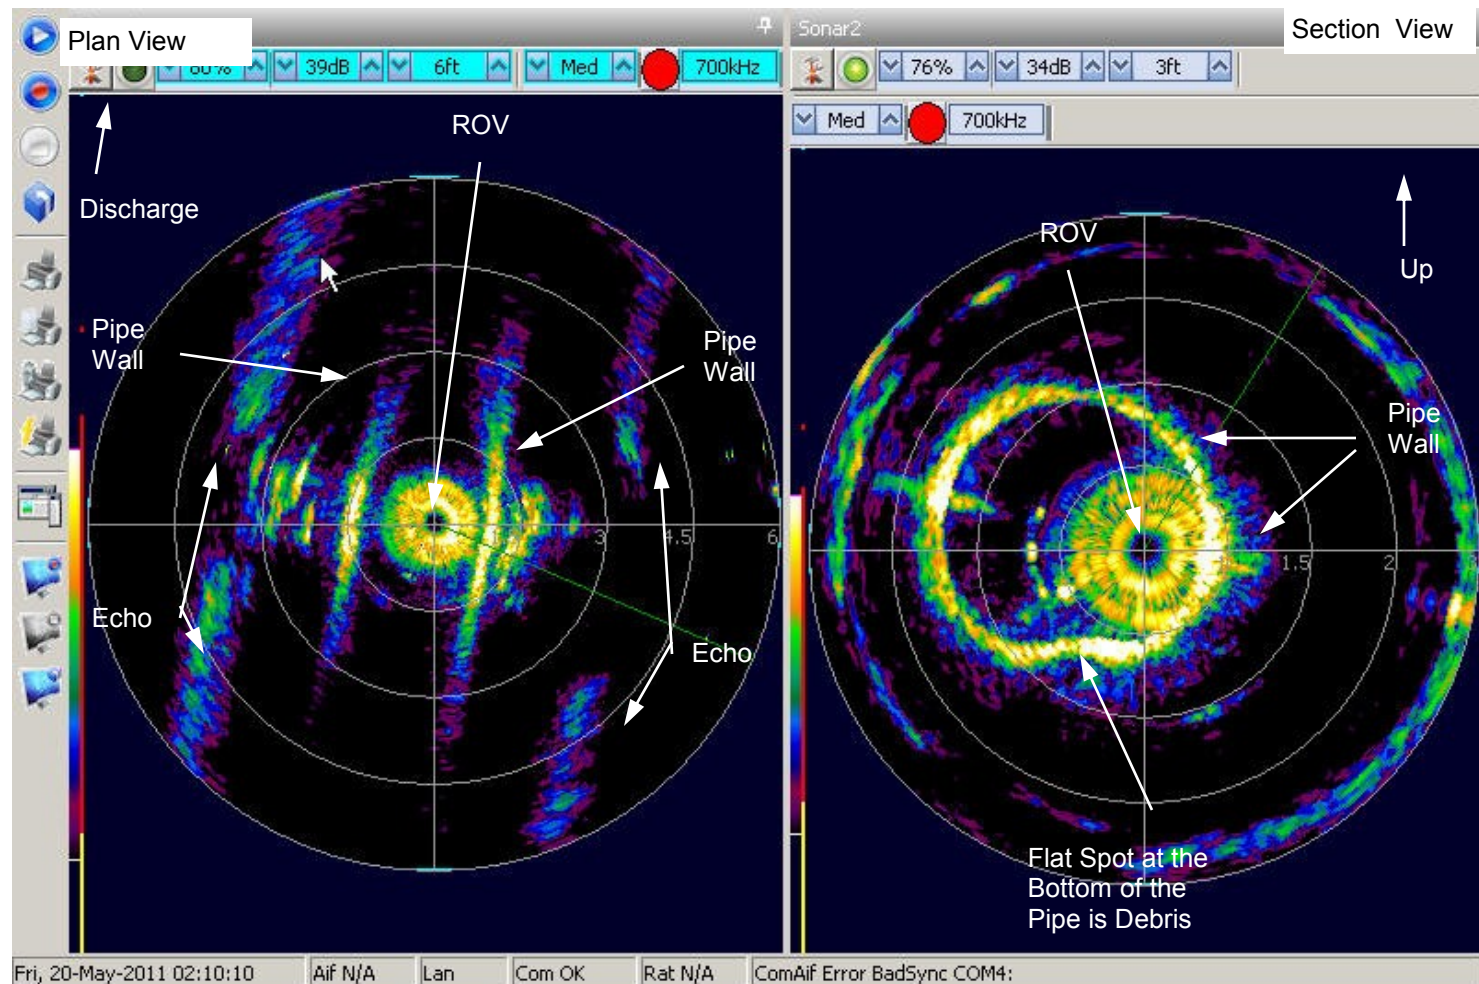 Plan View
Sonar2
Section View
60% 39dB 6ft Med 700kHz
76% 34dB 3ft
Med 700kHz
ROV
Discharge
ROV
Up
Pipe
Wall
Pipe
Wall
Pipe
Wall
3 4.5 6
1.5 2
Echo
Echo
Flat Spot at the
Bottom of the
Pipe is Debris
Fri, 20-May-2011 02:10:10 Aif N/A Lan Com OK Rat N/A ComAif Error BadSync COM4: